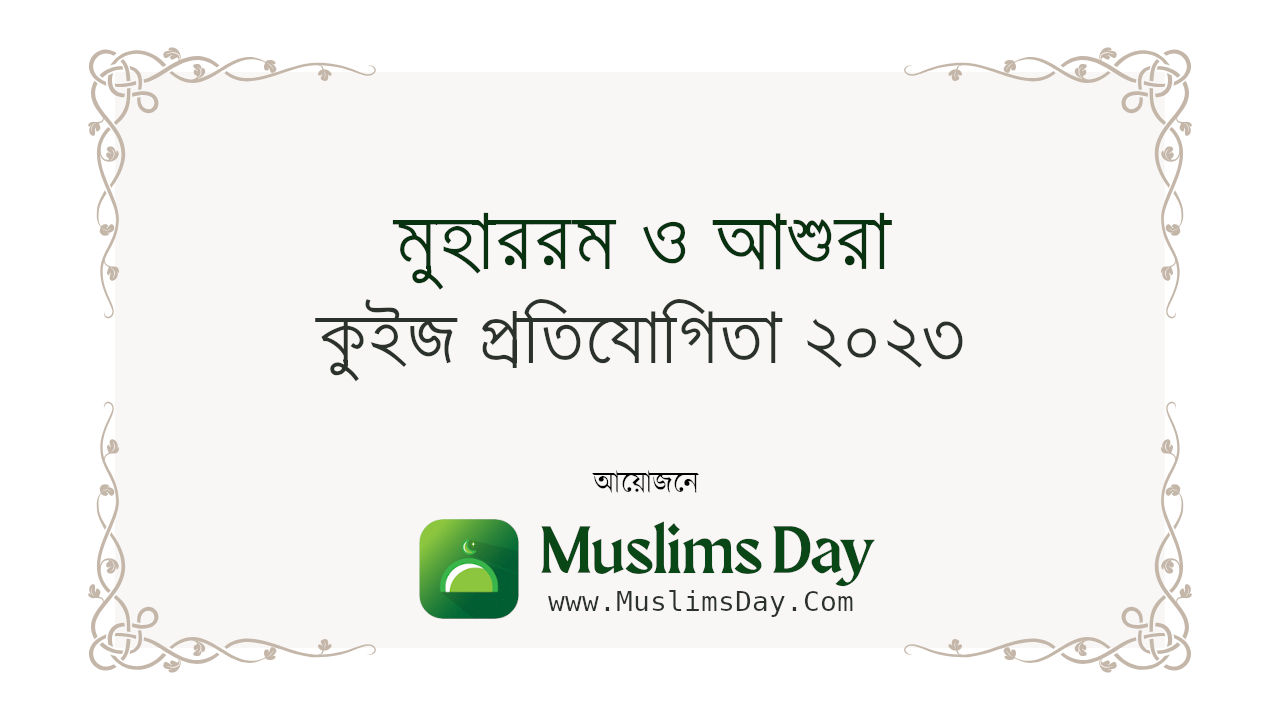 মুহাররম ও আশুরা
কুইজ প্রতিযোগিতা ২০২৩
আয়োজনে
Muslims Day
www.MuslimsDay.Com